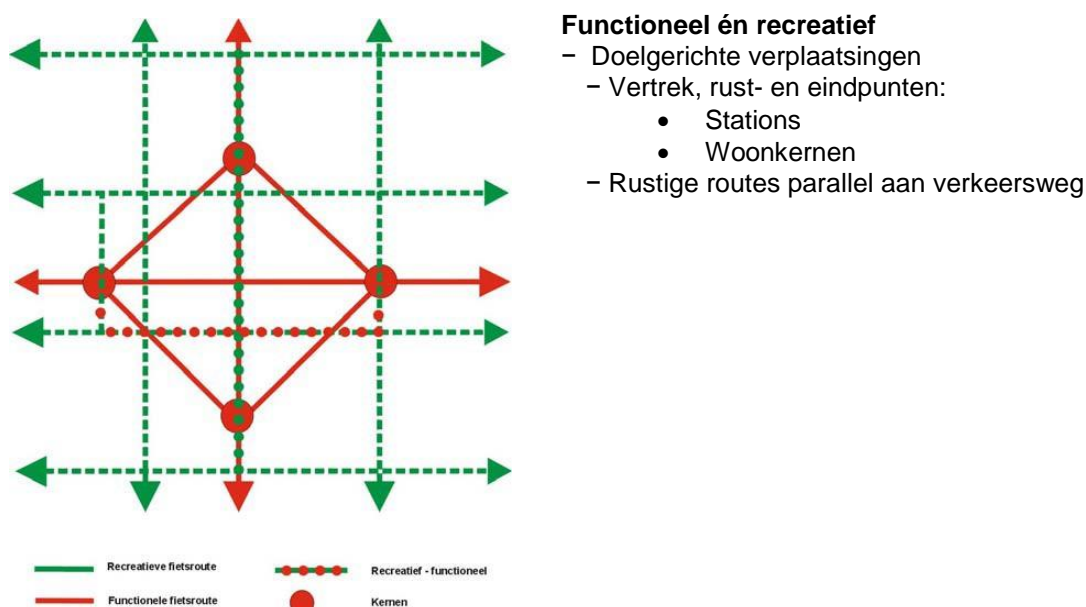 Functioneel én recreatief
− Doelgerichte verplaatsingen
− Vertrek, rust- en eindpunten:
• Stations
• Woonkernen
− Rustige routes parallel aan verkeersweg
Recreatieve fietsroute
Recreatief - functioneel
Functionele fietsroute
Kernen